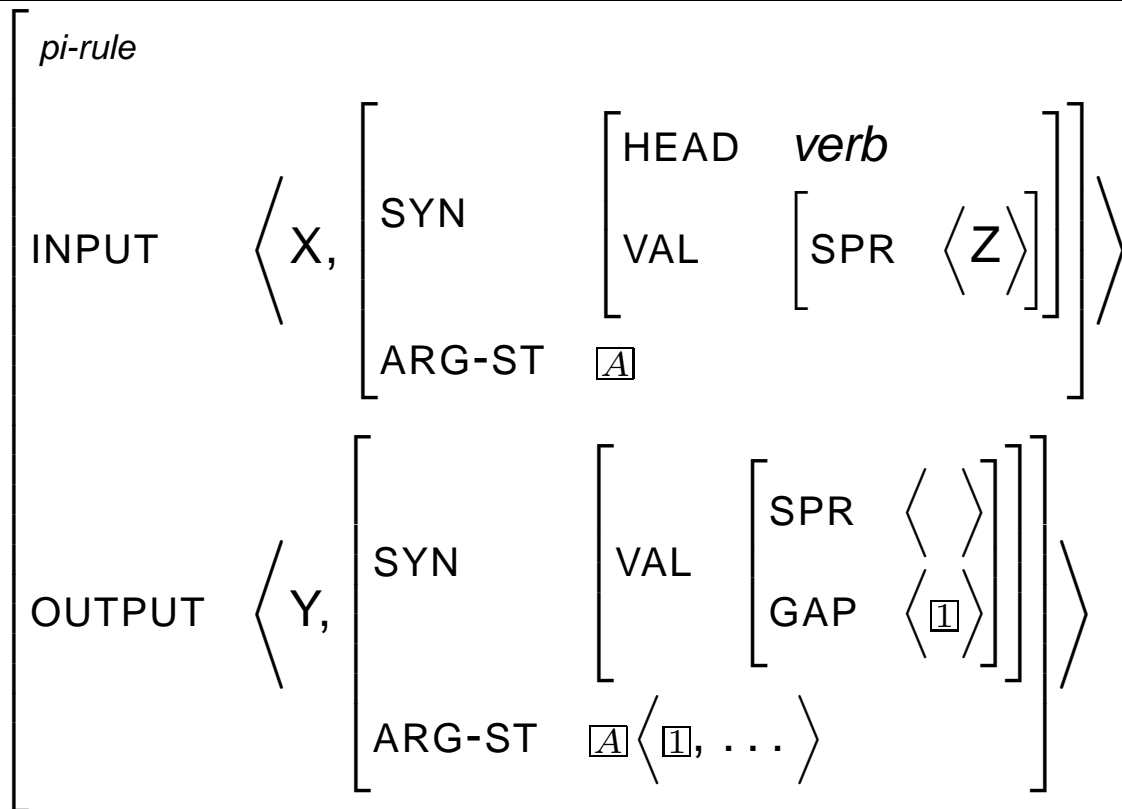 pi-rule
INPUT ⟨ X, [ SYN [ HEAD verb
VAL [ SPR ⟨ Z ⟩ ] ]
ARG-ST [A] ] ⟩
OUTPUT ⟨ Y, [ SYN [ VAL [ SPR ⟨ ⟩
GAP ⟨ [1] ⟩ ] ]
ARG-ST [A] ⟨ [1], . . . ⟩ ] ⟩